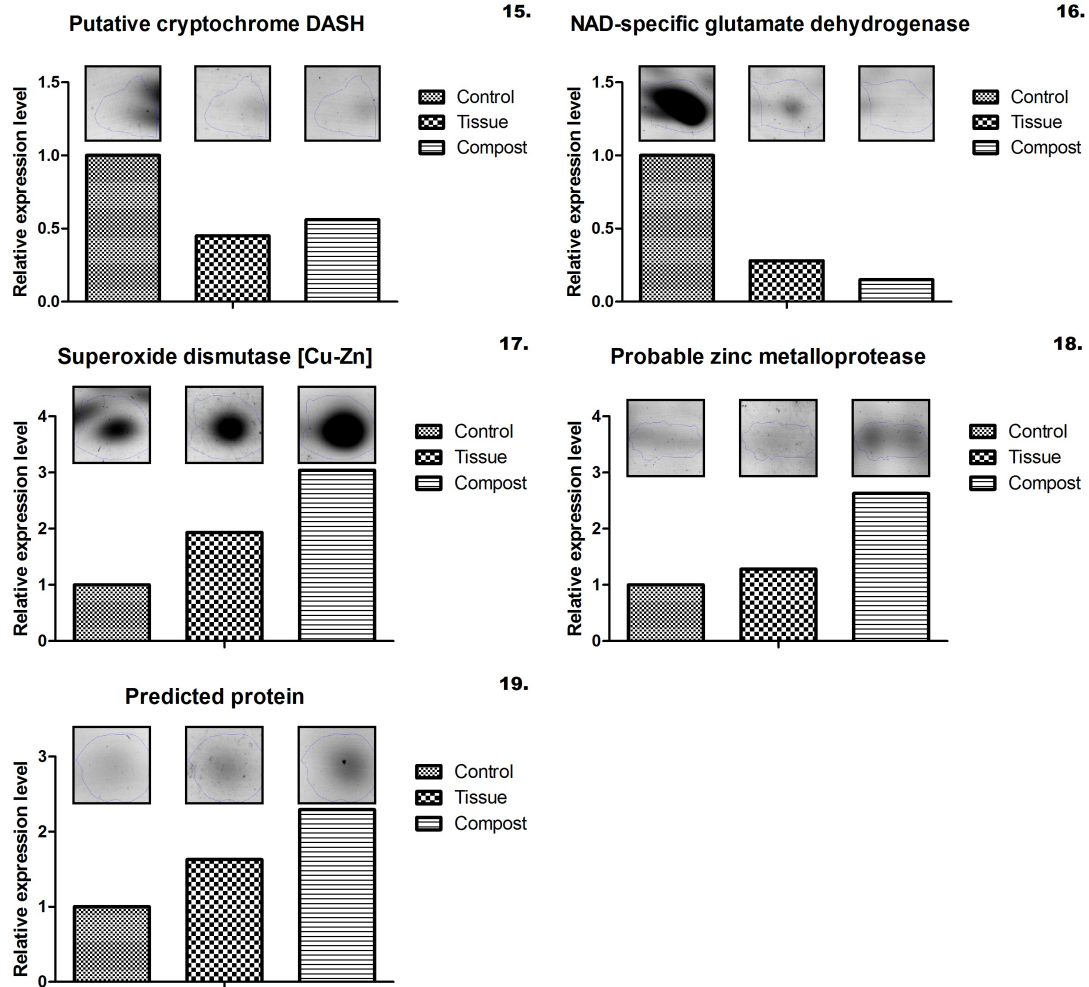 15.
Putative cryptochrome DASH
Relative expression level
1.5
1.0
0.5
0.0
Control
Tissue
Compost
16.
NAD-specific glutamate dehydrogenase
Relative expression level
1.5
1.0
0.5
0.0
Control
Tissue
Compost
17.
Superoxide dismutase [Cu-Zn]
Relative expression level
4
3
2
1
0
Control
Tissue
Compost
18.
Probable zinc metalloprotease
Relative expression level
4
3
2
1
0
Control
Tissue
Compost
19.
Predicted protein
Relative expression level
3
2
1
0
Control
Tissue
Compost